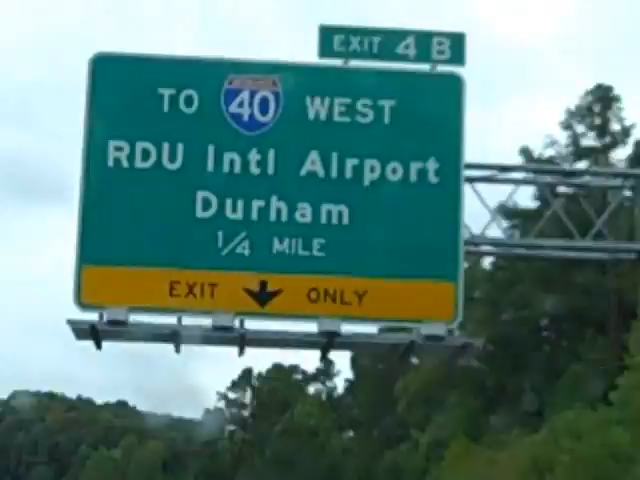 EXIT 4 B
TO 40 WEST
RDU Intl Airport
Durham
1/4 MILE
EXIT ONLY